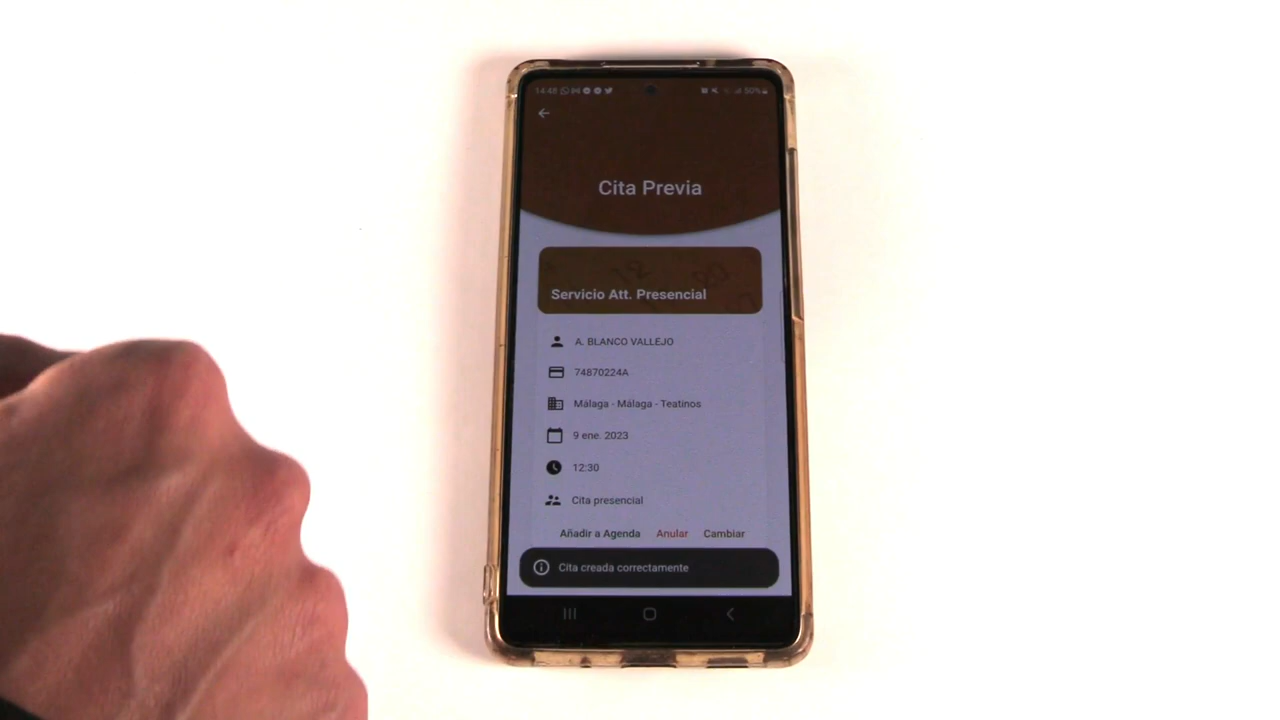 14:48 50%
Cita Previa
Servicio Att. Presencial
A. BLANCO VALLEJO
74870224A
Málaga - Málaga - Teatinos
9 ene. 2023
12:30
Cita presencial
Añadir a Agenda Anular Cambiar
Cita creada correctamente